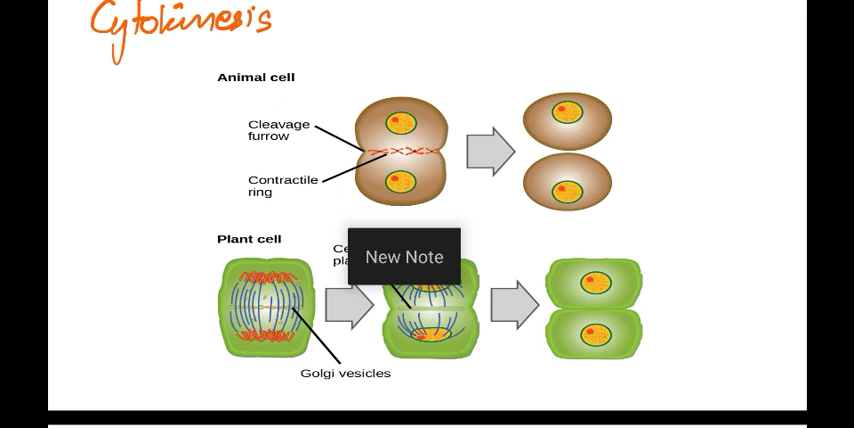 Cytokinesis
Animal cell
Cleavage
furrow
Contractile
ring
Plant cell
New Note
Golgi vesicles